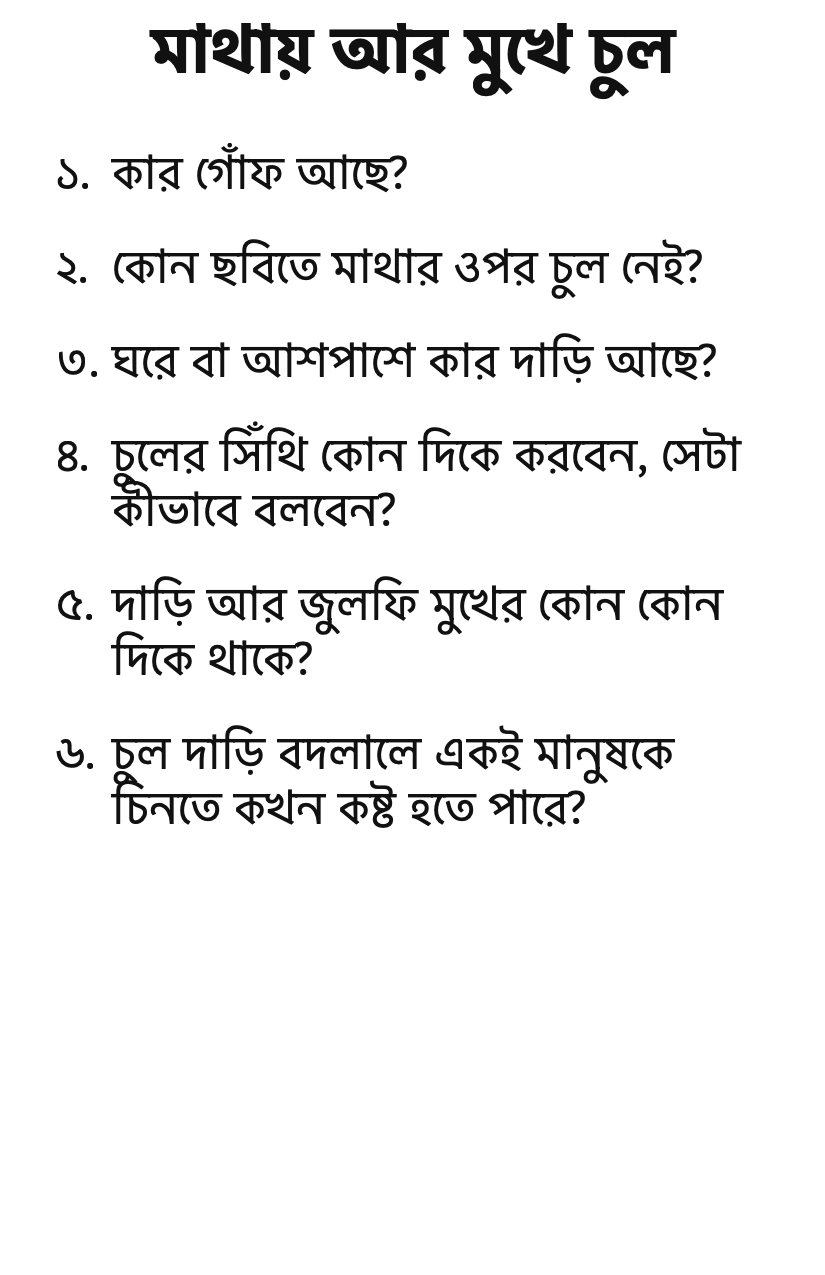 মাথায় আর মুখে চুল
১. কার গোঁফ আছে?
২. কোন ছবিতে মাথার ওপর চুল নেই?
৩. ঘরে বা আশপাশে কার দাড়ি আছে?
৪. চুলের সিঁথি কোন দিকে করবেন, সেটা
কীভাবে বলবেন?
৫. দাড়ি আর জুলফি মুখের কোন কোন
দিকে থাকে?
৬. চুল দাড়ি বদলালে একই মানুষকে
চিনতে কখন কষ্ট হতে পারে?